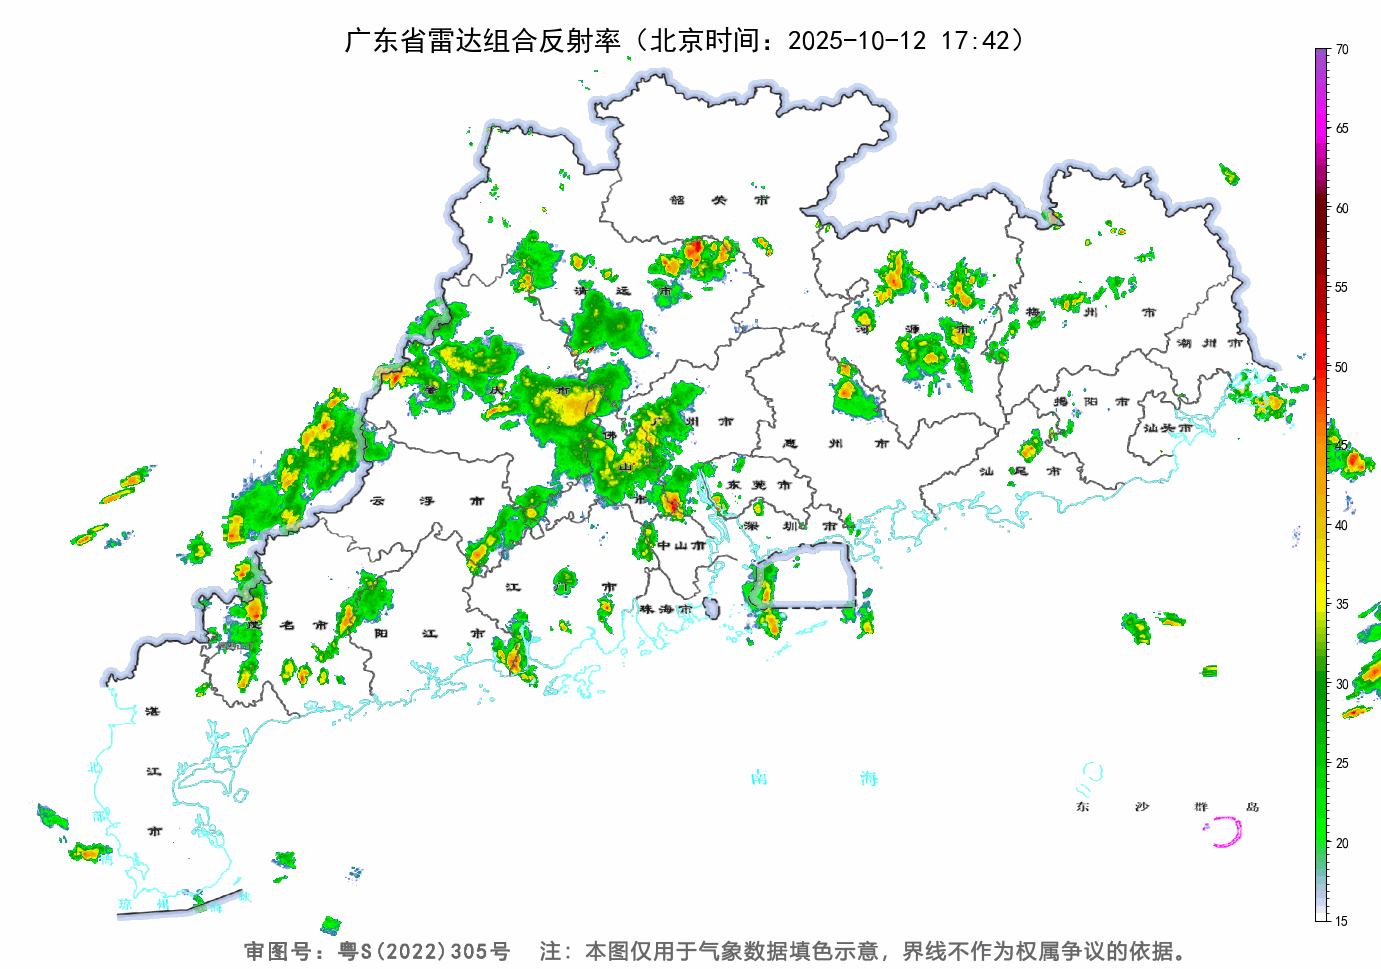 广东省雷达组合反射率（北京时间：2025-10-12 17:42）
70
65
60
55
50
45
40
35
30
25
20
15
韶关市
清远市
河源市
梅州市
潮州市
肇庆市
揭阳市
汕头市
佛山市
广州市
惠州市
汕尾市
云浮市
东莞市
深圳市
中山市
江门市
珠海市
茂名市
阳江市
湛江市
南海
东沙群岛
北部湾
琼州海峡
审图号：粤S(2022)305号 注：本图仅用于气象数据填色示意，界线不作为权属争议的依据。